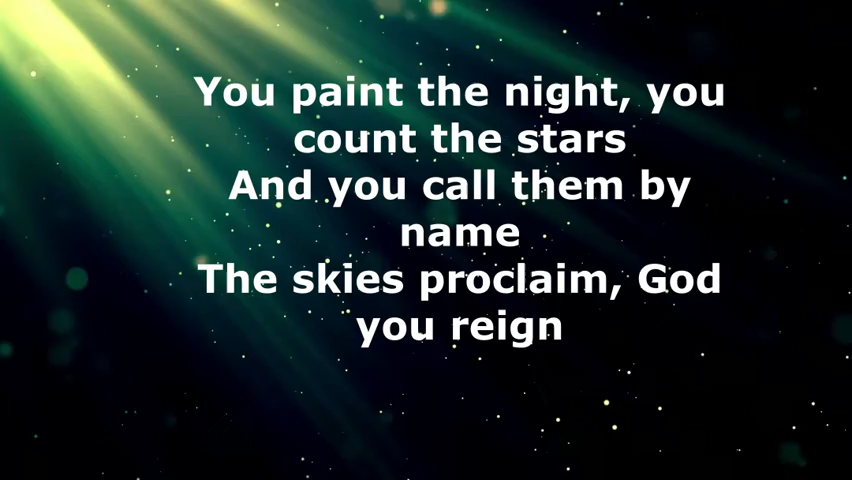 You paint the night, you
count the stars
And you call them by
name
The skies proclaim, God
you reign